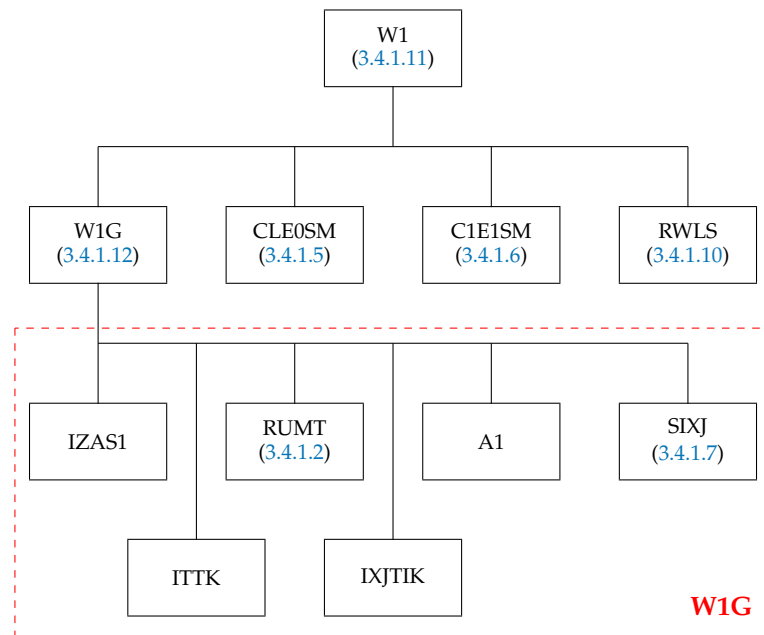 W1
(3.4.1.11)
W1G
(3.4.1.12)
CLE0SM
(3.4.1.5)
C1E1SM
(3.4.1.6)
RWLS
(3.4.1.10)
IZAS1
RUMT
(3.4.1.2)
A1
SIXJ
(3.4.1.7)
ITTK
IXJTIK
W1G